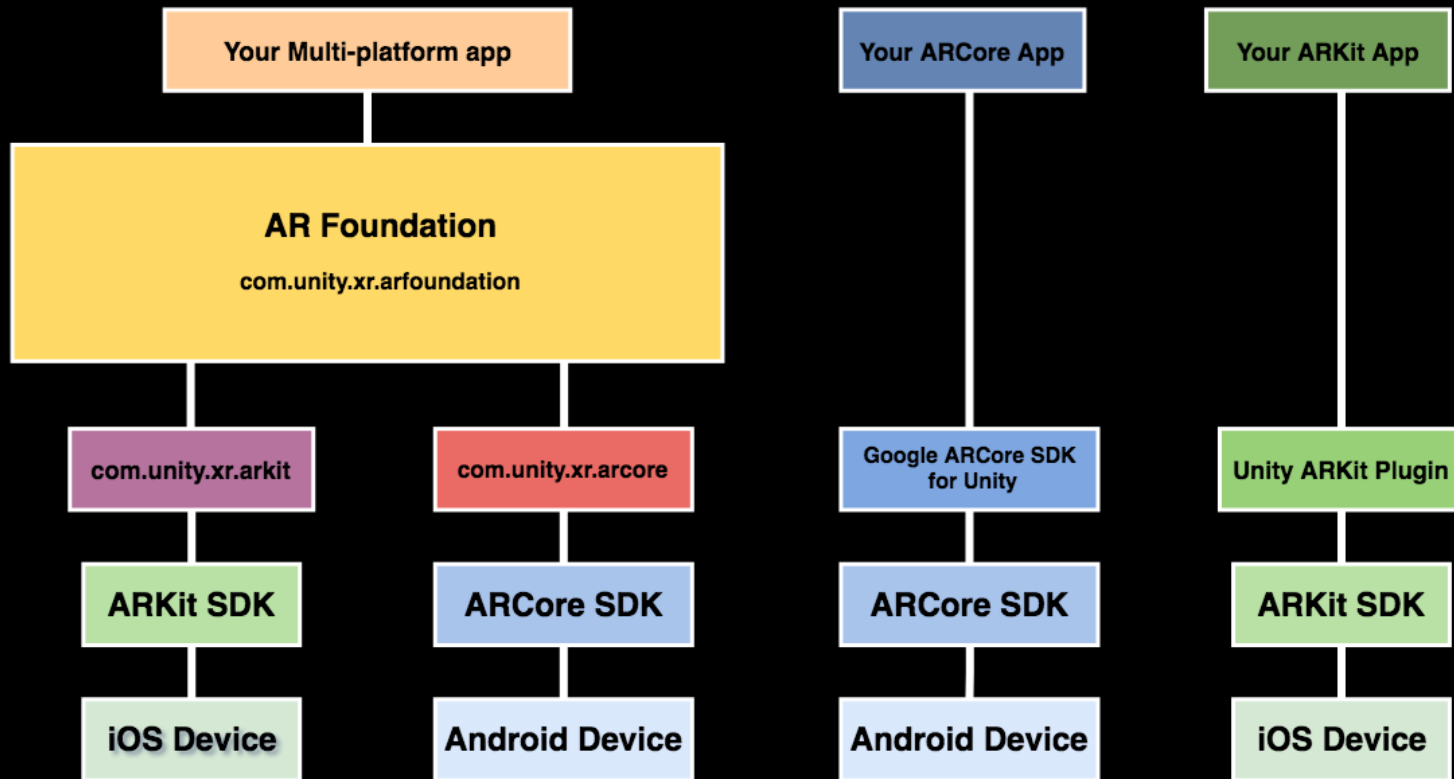 Your Multi-platform app
Your ARCore App
Your ARKit App
AR Foundation
com.unity.xr.arfoundation
com.unity.xr.arkit
com.unity.xr.arcore
Google ARCore SDK
for Unity
Unity ARKit Plugin
ARKit SDK
ARCore SDK
ARCore SDK
ARKit SDK
iOS Device
Android Device
Android Device
iOS Device